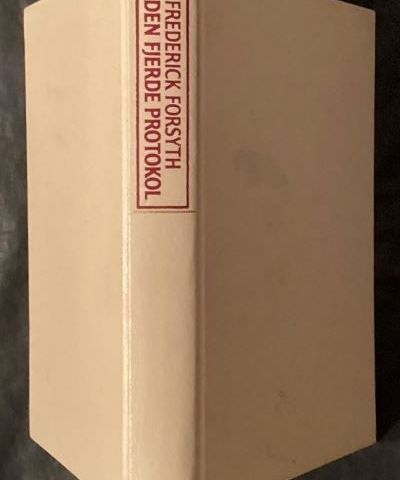 FREDERICK FORSYTH
DEN FJERDE PROTOKOL